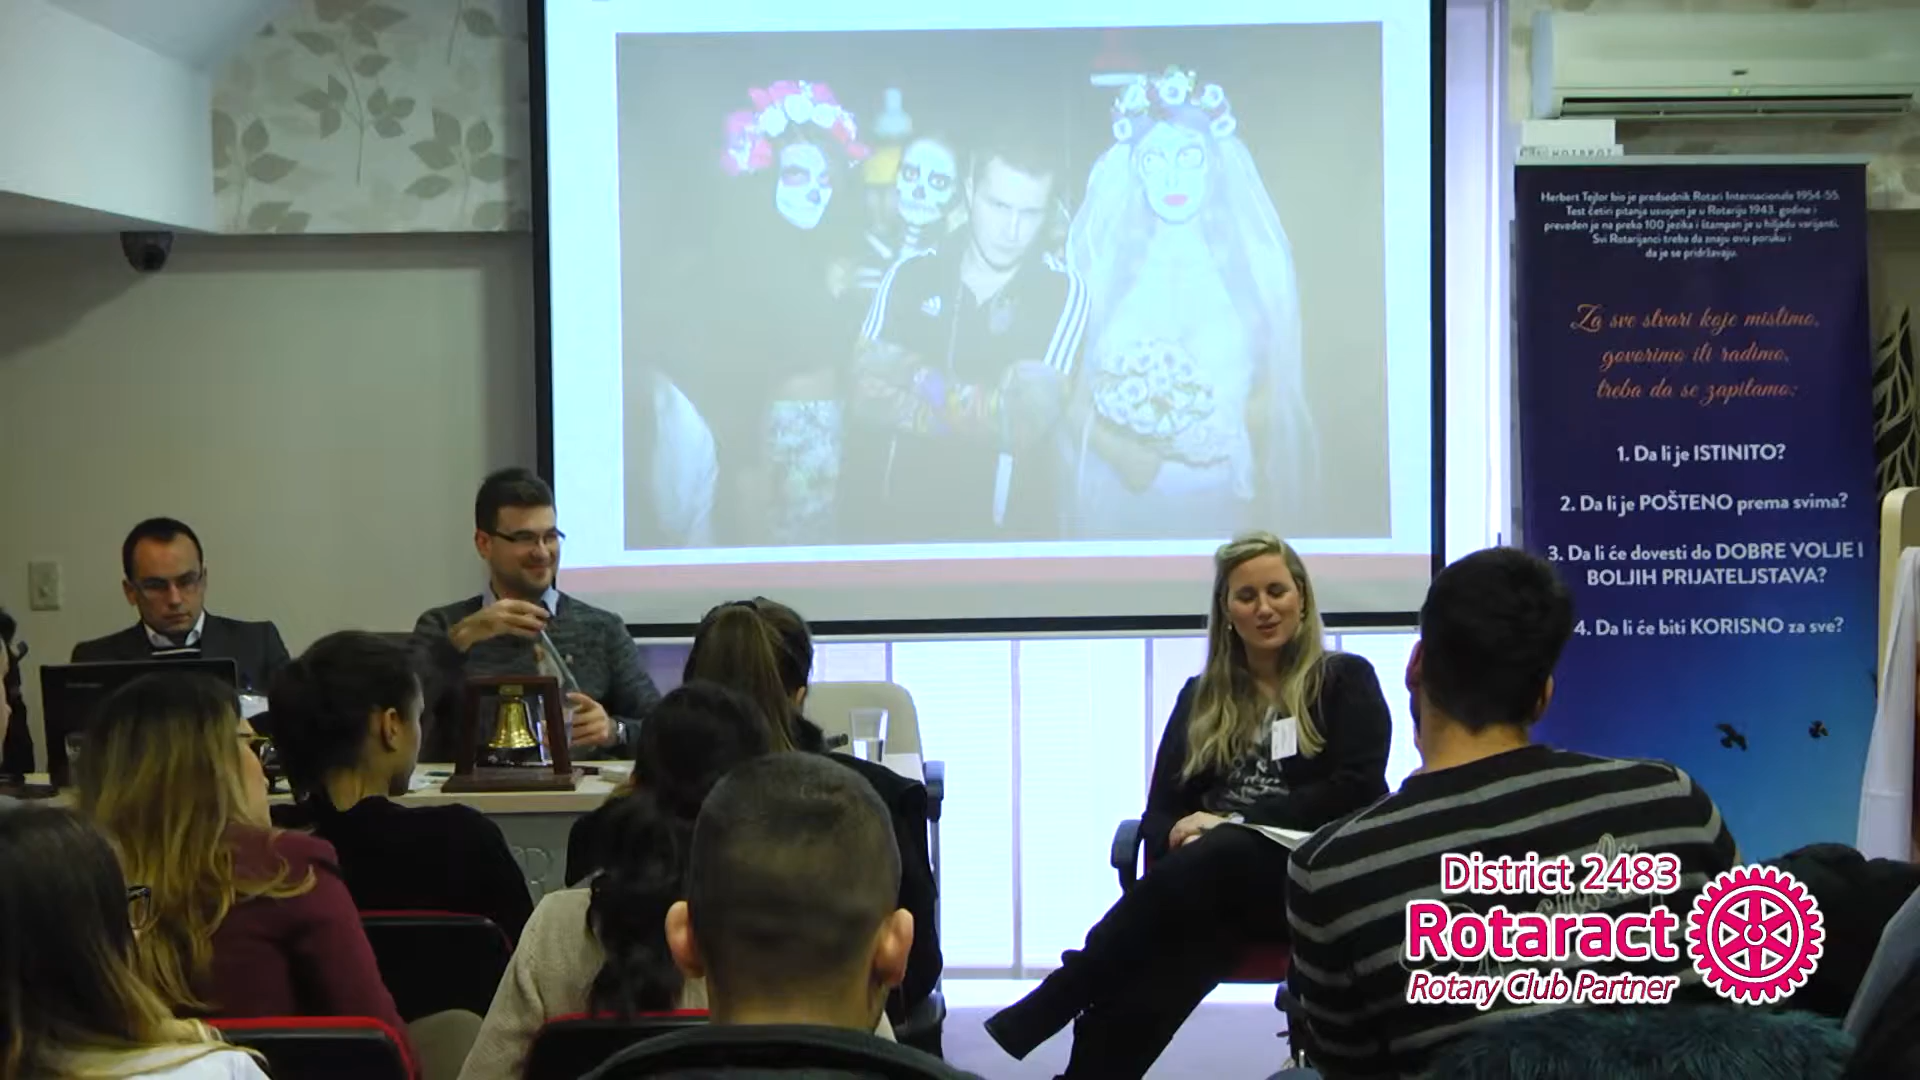 Herbert Tejlor bio je predsednik Rotari Internacionale 1954-55.
Test četiri pitanja usvojen je u Rotariju 1943. godine i
preveden je na preko 100 jezika i štampan je u hiljadu varijanti.
Svi Rotarijanci treba da znaju ovu poruku i
da je se pridržavaju.
Za sve stvari koje mislimo,
govorimo ili radimo,
treba da se zapitamo:
1. Da li je ISTINITO?
2. Da li je POŠTENO prema svima?
3. Da li će dovesti do DOBRE VOLJE I
BOLJIH PRIJATELJSTAVA?
4. Da li će biti KORISNO za sve?
District 2483
Rotaract
Rotary Club Partner